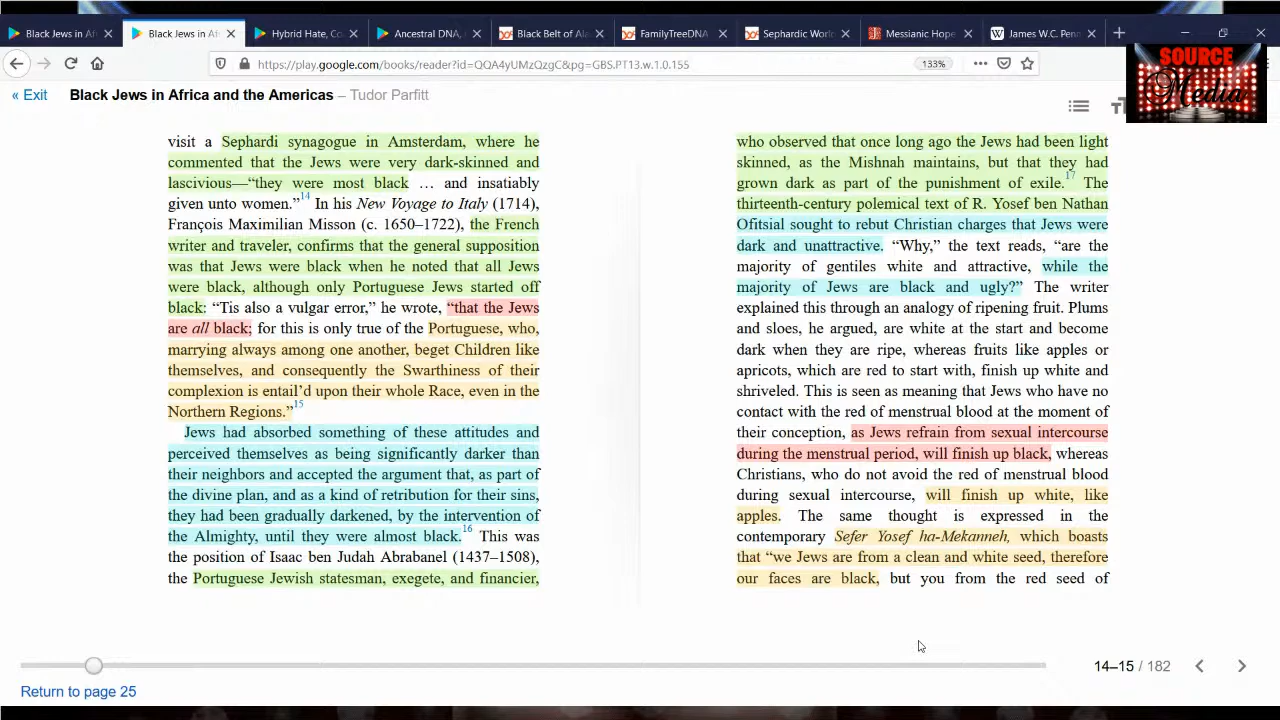 Black Jews in Af
Black Jews in Af
Hybrid Hate, Co
Ancestral DNA,
Black Belt of Ala
FamilyTreeDNA
Sephardic World
Messianic Hope
James W.C. Penn
https://play.google.com/books/reader?id=OUA4yJMzQzgC&pg=GBS.PT13.w.1.0.155
133%
SOURCE
Media
« Exit
Black Jews in Africa and the Americas – Tudor Parfitt
visit a Sephardi synagogue in Amsterdam, where he
commented that the Jews were very dark-skinned and
lascivious—“they were most black … and insatiably
given unto women.”14 In his New Voyage to Italy (1714),
François Maximilian Misson (c. 1650–1722), the French
writer and traveler, confirms that the general supposition
was that Jews were black when he noted that all Jews
were black, although only Portuguese Jews started off
black: “Tis also a vulgar error,” he wrote, “that the Jews
are all black; for this is only true of the Portuguese, who,
marrying always among one another, beget Children like
themselves, and consequently the Swarthiness of their
complexion is entail’d upon their whole Race, even in the
Northern Regions.”15
Jews had absorbed something of these attitudes and
perceived themselves as being significantly darker than
their neighbors and accepted the argument that, as part of
the divine plan, and as a kind of retribution for their sins,
they had been gradually darkened, by the intervention of
the Almighty, until they were almost black.16 This was
the position of Isaac ben Judah Abrabanel (1437–1508),
the Portuguese Jewish statesman, exegete, and financier,
who observed that once long ago the Jews had been light
skinned, as the Mishnah maintains, but that they had
grown dark as part of the punishment of exile.17 The
thirteenth-century polemical text of R. Yosef ben Nathan
Ofitsial sought to rebut Christian charges that Jews were
dark and unattractive. “Why,” the text reads, “are the
majority of gentiles white and attractive, while the
majority of Jews are black and ugly?” The writer
explained this through an analogy of ripening fruit. Plums
and sloes, he argued, are white at the start and become
dark when they are ripe, whereas fruits like apples or
apricots, which are red to start with, finish up white and
shriveled. This is seen as meaning that Jews who have no
contact with the red of menstrual blood at the moment of
their conception, as Jews refrain from sexual intercourse
during the menstrual period, will finish up black, whereas
Christians, who do not avoid the red of menstrual blood
during sexual intercourse, will finish up white, like
apples. The same thought is expressed in the
contemporary Sefer Yosef ha-Mekanneh, which boasts
that “we Jews are from a clean and white seed, therefore
our faces are black, but you from the red seed of
14–15 / 182
Return to page 25